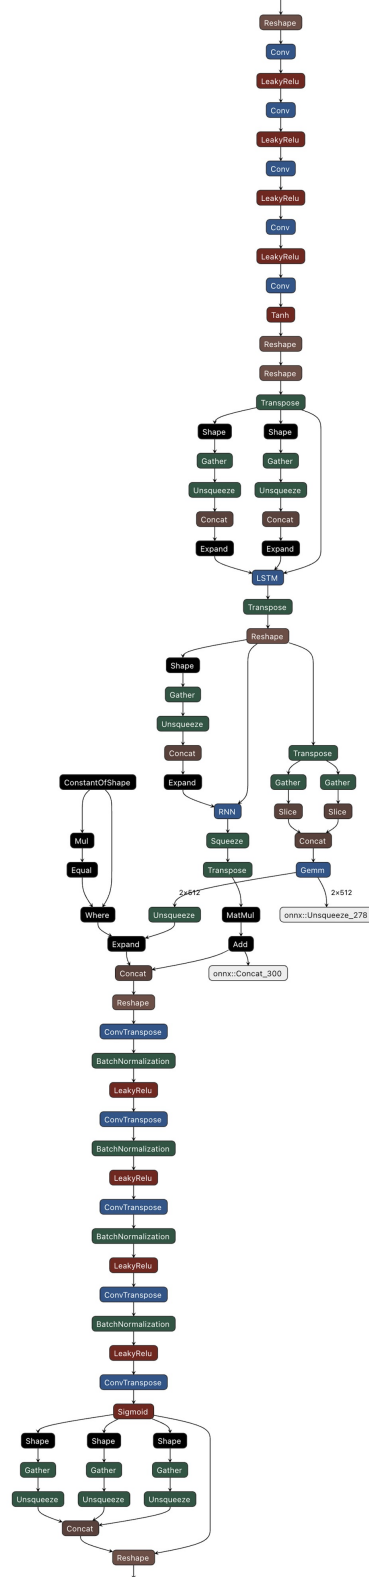 Reshape
Conv
LeakyRelu
Conv
LeakyRelu
Conv
LeakyRelu
Conv
LeakyRelu
Conv
Tanh
Reshape
Reshape
Transpose
Shape Shape
Gather Gather
Unsqueeze Unsqueeze
Concat Concat
Expand Expand
LSTM
Transpose
Reshape
Shape
Gather
Unsqueeze
Concat Transpose
ConstantOfShape Expand Gather Gather
RNN Slice Slice
Mul Squeeze Concat
Equal Transpose Gemm
2×512 2×512
Where Unsqueeze MatMul onnx::Unsqueeze_278
Expand Add
Concat onnx::Concat_300
Reshape
ConvTranspose
BatchNormalization
LeakyRelu
ConvTranspose
BatchNormalization
LeakyRelu
ConvTranspose
BatchNormalization
LeakyRelu
ConvTranspose
BatchNormalization
LeakyRelu
ConvTranspose
Sigmoid
Shape Shape Shape
Gather Gather Gather
Unsqueeze Unsqueeze Unsqueeze
Concat
Reshape